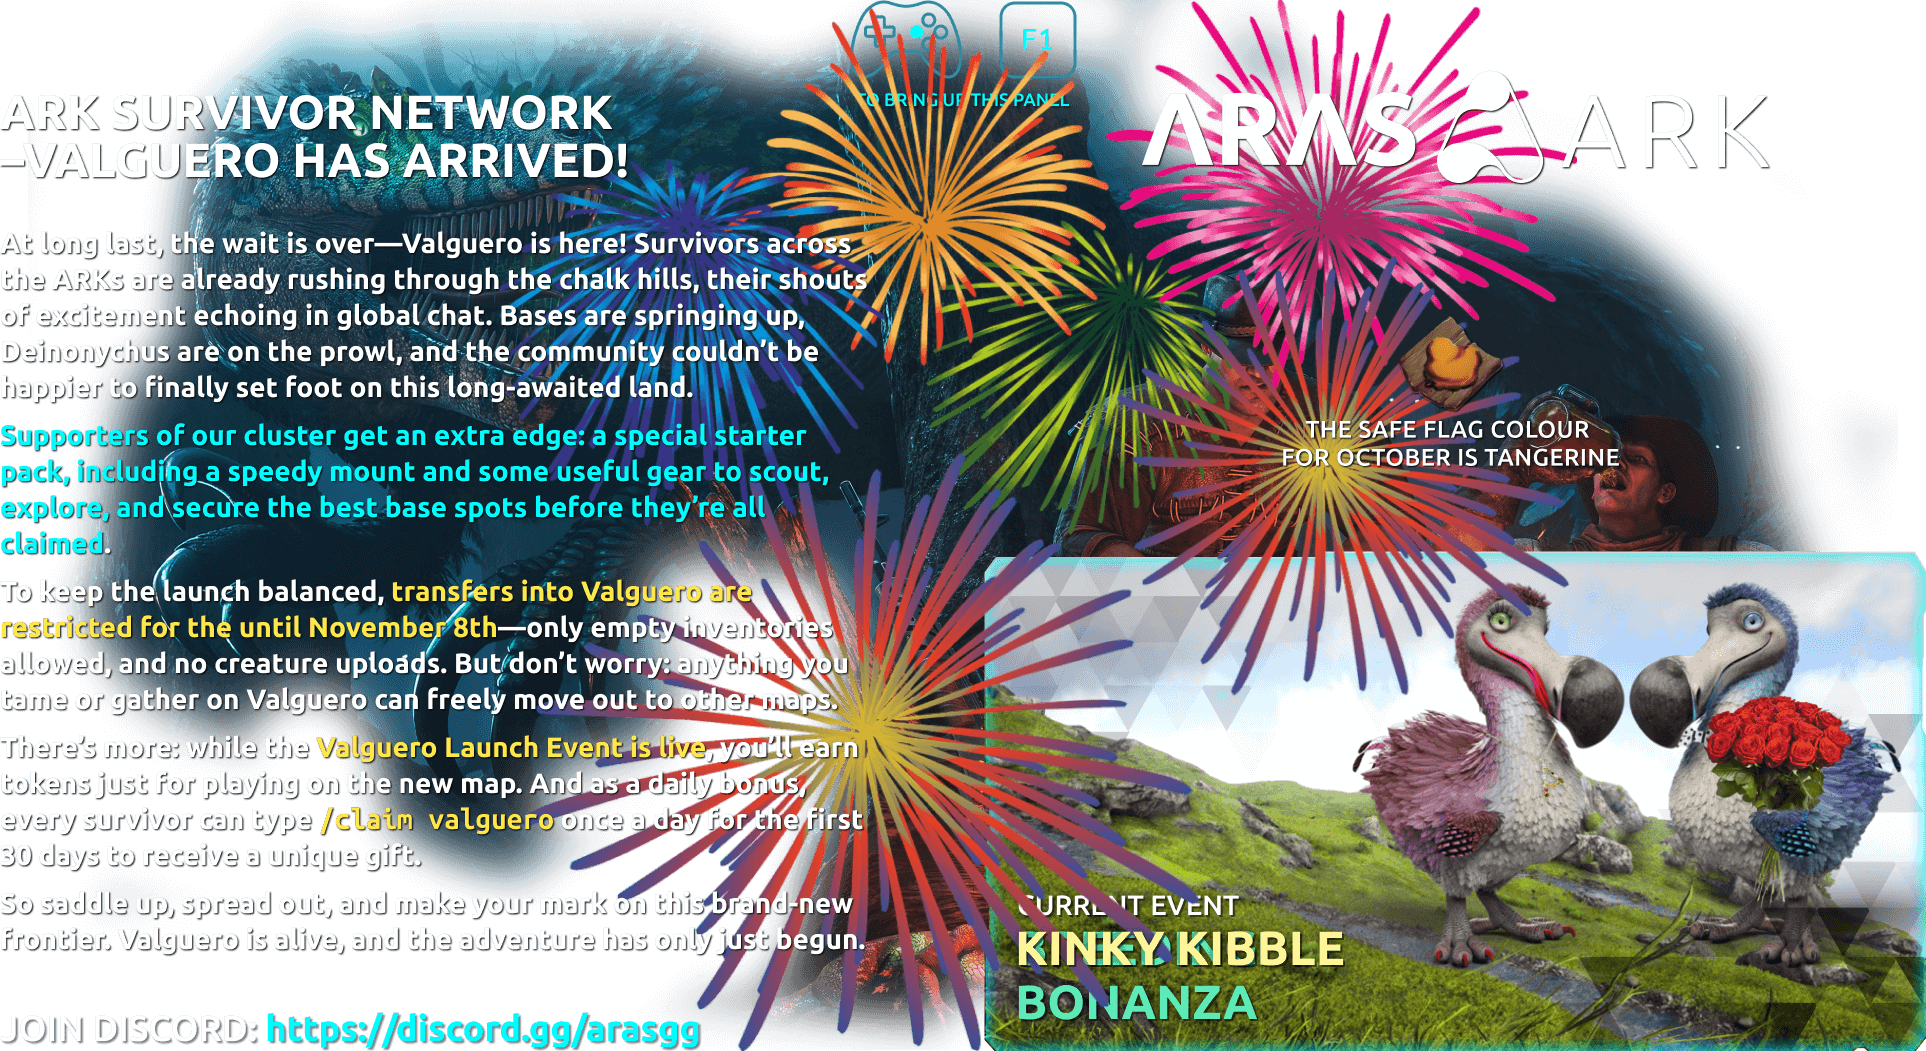 F1
TO BRING UP THIS PANEL
ARK SURVIVOR NETWORK
–VALGUERO HAS ARRIVED!
At long last, the wait is over—Valguero is here! Survivors across
the ARKs are already rushing through the chalk hills, their shouts
of excitement echoing in global chat. Bases are springing up,
Deinonychus are on the prowl, and the community couldn't be
happier to finally set foot on this long-awaited land.
Supporters of our cluster get an extra edge: a special starter
pack, including a speedy mount and some useful gear to scout,
explore, and secure the best base spots before they're all
claimed.
To keep the launch balanced, transfers into Valguero are
restricted for the until November 8th—only empty inventories
allowed, and no creature uploads. But don't worry: anything you
tame or gather on Valguero can freely move out to other maps.
There's more: while the Valguero Launch Event is live, you'll earn
tokens just for playing on the new map. And as a daily bonus,
every survivor can type /claim valguero once a day for the first
30 days to receive a unique gift.
So saddle up, spread out, and make your mark on this brand-new
frontier. Valguero is alive, and the adventure has only just begun.
JOIN DISCORD: https://discord.gg/arasgg
ARAS ARK
THE SAFE FLAG COLOUR
FOR OCTOBER IS TANGERINE
CURRENT EVENT
KINKY KIBBLE
BONANZA